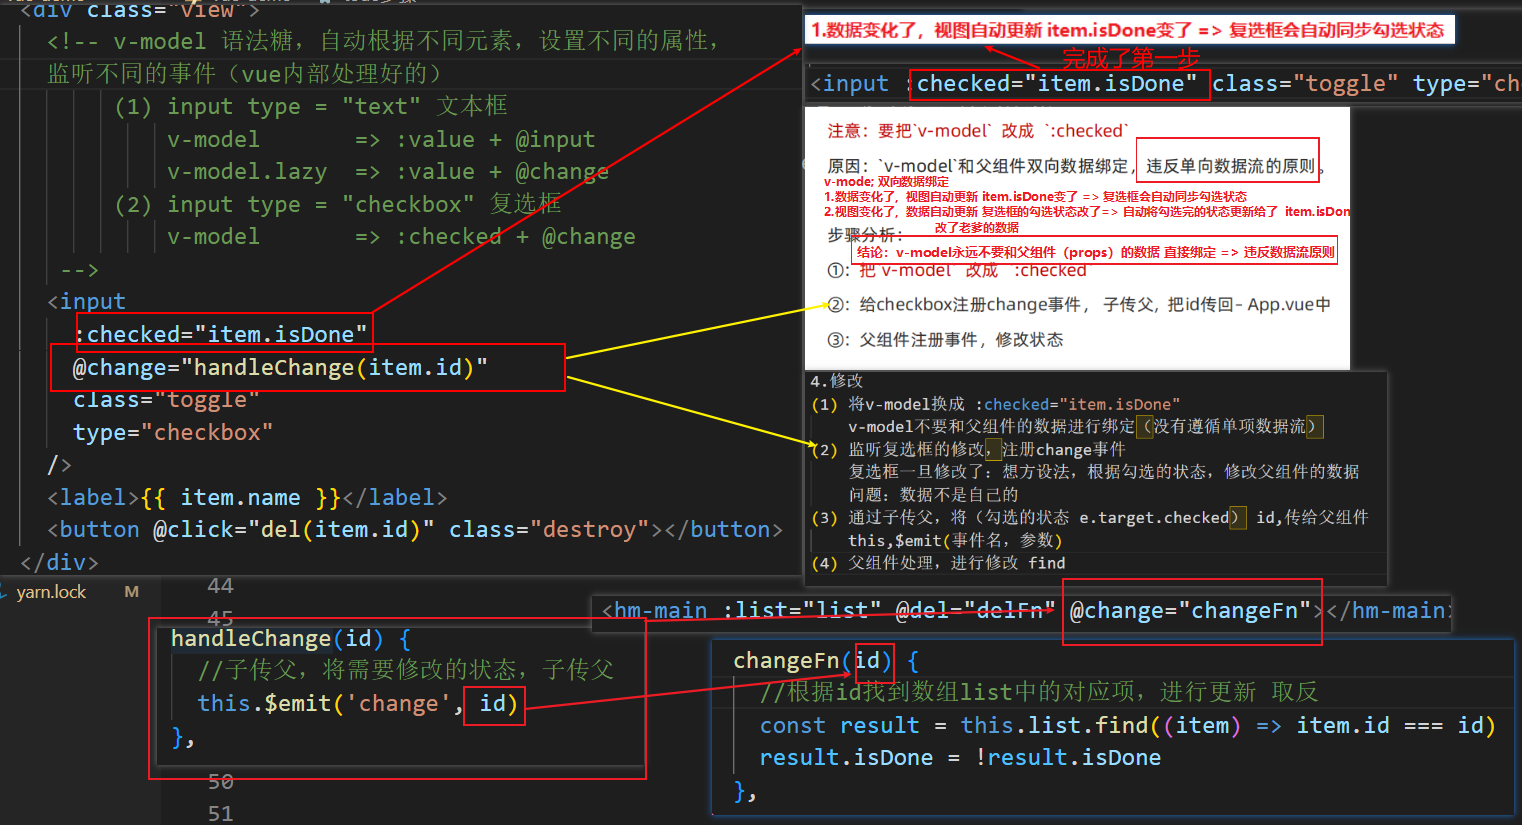 <div class="view">
<!-- v-model 语法糖，自动根据不同元素，设置不同的属性，
监听不同的事件（vue内部处理好的）
(1) input type = "text" 文本框
v-model => :value + @input
v-model.lazy => :value + @change
(2) input type = "checkbox" 复选框
v-model => :checked + @change
-->
<input
:checked="item.isDone"
@change="handleChange(item.id)"
class="toggle"
type="checkbox"
/>
<label>{{ item.name }}</label>
<button @click="del(item.id)" class="destroy"></button>
</div>
1.数据变化了，视图自动更新 item.isDone变了 => 复选框会自动同步勾选状态
完成了第一步
<input :checked="item.isDone" class="toggle" type="ch
注意：要把`v-model` 改成 `:checked`
原因：`v-model`和父组件双向数据绑定，违反单向数据流的原则。
v-mode; 双向数据绑定
1.数据变化了，视图自动更新 item.isDone变了 => 复选框会自动同步勾选状态
2.视图变化了，数据自动更新 复选框的勾选状态改了=> 自动将勾选完的状态更新给了 item.isDon
改了老爹的数据
步骤分析：
结论：v-model永远不要和父组件（props）的数据 直接绑定 => 违反数据流原则
①：把`v-model` 改成 `:checked`
②：给checkbox注册change事件， 子传父, 把id传回- App.vue中
③：父组件注册事件，修改状态
4.修改
(1) 将v-model换成 :checked="item.isDone"
v-model不要和父组件的数据进行绑定（没有遵循单项数据流）
(2) 监听复选框的修改，注册change事件
复选框一旦修改了：想方设法，根据勾选的状态，修改父组件的数据
问题：数据不是自己的
(3) 通过子传父，将（勾选的状态 e.target.checked） id,传给父组件
this,$emit(事件名，参数)
(4) 父组件处理，进行修改 find
yarn.lock M
44
45
50
51
<hm-main :list="list" @del="delFn" @change="changeFn"></hm-main>
handleChange(id) {
//子传父，将需要修改的状态，子传父
this.$emit('change', id)
},
changeFn(id) {
//根据id找到数组list中的对应项，进行更新 取反
const result = this.list.find((item) => item.id === id)
result.isDone = !result.isDone
},